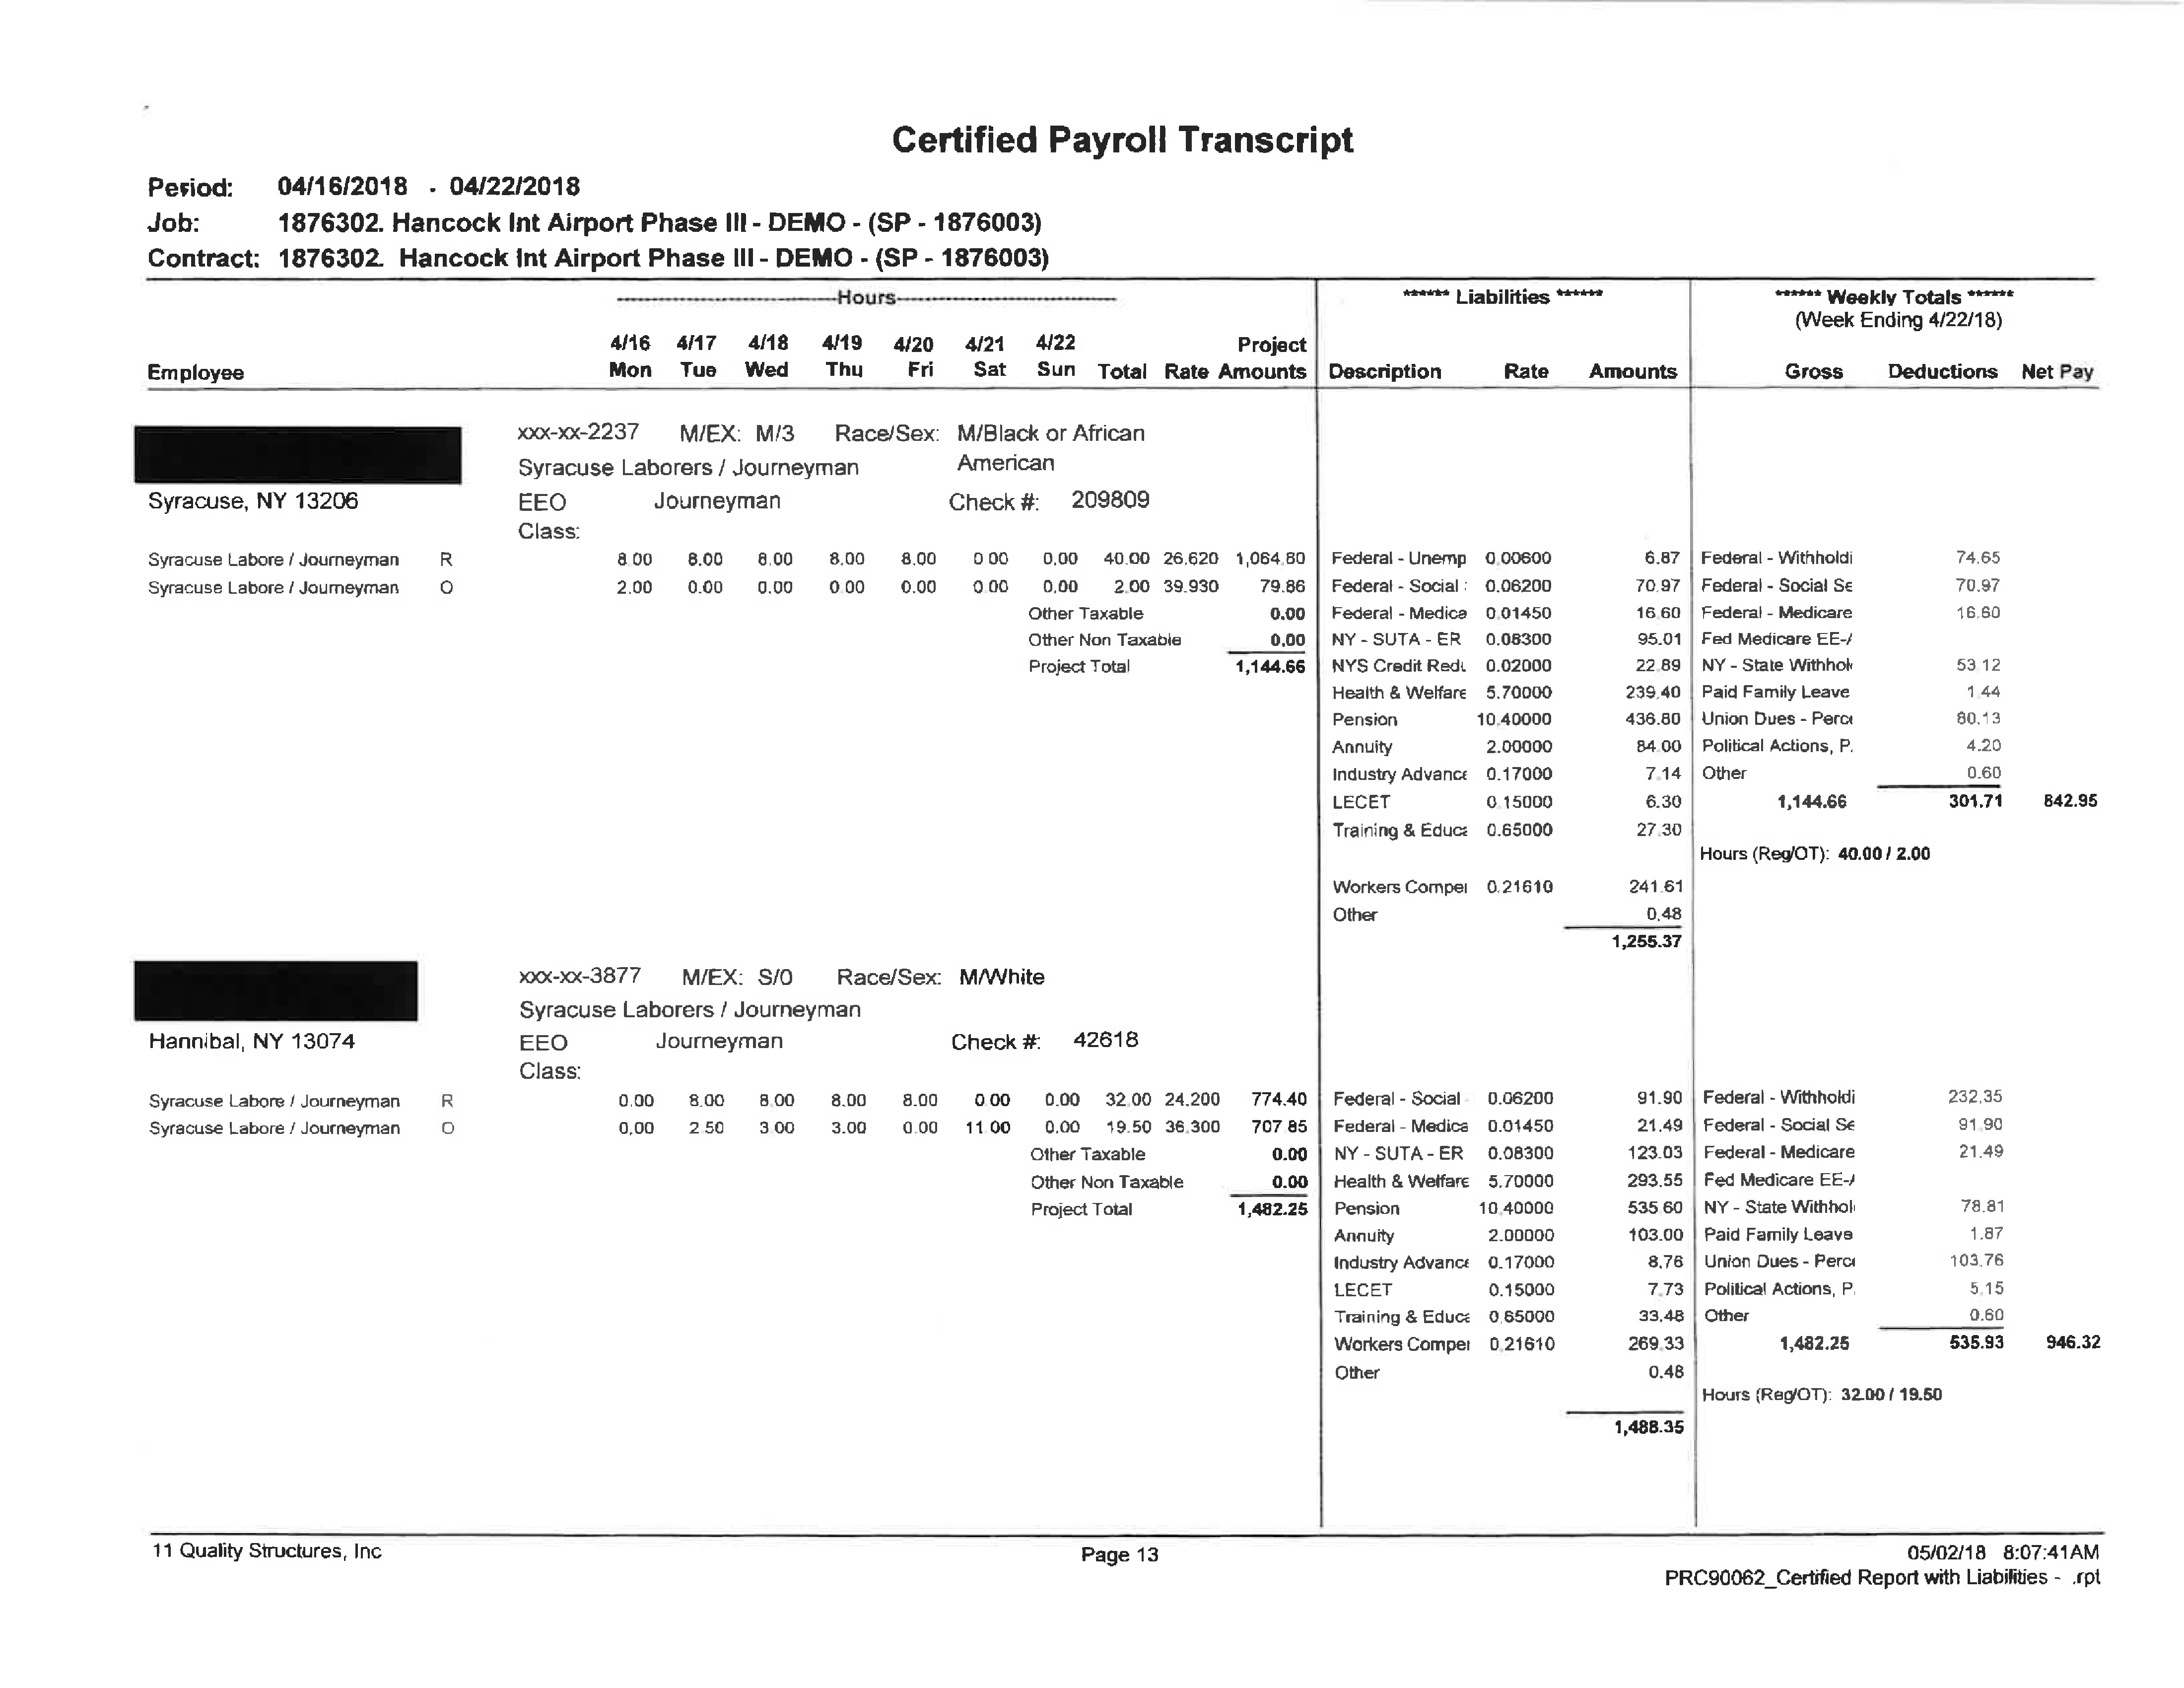 Certified Payroll Transcript
Period: 04/16/2018 - 04/22/2018
Job: 1876302. Hancock Int Airport Phase III - DEMO - (SP - 1876003)
Contract: 1876302. Hancock Int Airport Phase III - DEMO - (SP - 1876003)
Hours ****** Liabilities ****** ****** Weekly Totals ******
(Week Ending 4/22/18)
4/16 4/17 4/18 4/19 4/20 4/21 4/22 Project
Employee Mon Tue Wed Thu Fri Sat Sun Total Rate Amounts Description Rate Amounts Gross Deductions Net Pay
xxx-xx-2237 M/EX: M/3 Race/Sex: M/Black or African
Syracuse Laborers / Journeyman American
Syracuse, NY 13206 EEO Journeyman Check #: 209809
Class:
Syracuse Labore / Journeyman R 8.00 8.00 8.00 8.00 8.00 0.00 0.00 40.00 26.620 1,064.80 Federal - Unemp 0.00600 6.87 Federal - Withholdi 74.65
Syracuse Labore / Journeyman O 2.00 0.00 0.00 0.00 0.00 0.00 0.00 2.00 39.930 79.86 Federal - Social : 0.06200 70.97 Federal - Social Se 70.97
Other Taxable 0.00 Federal - Medica 0.01450 16.60 Federal - Medicare 16.60
Other Non Taxable 0.00 NY - SUTA - ER 0.08300 95.01 Fed Medicare EE-/
Project Total 1,144.66 NYS Credit Redu 0.02000 22.89 NY - State Withhol 53.12
Health & Welfare 5.70000 239.40 Paid Family Leave 1.44
Pension 10.40000 436.80 Union Dues - Perce 80.13
Annuity 2.00000 84.00 Political Actions, P. 4.20
Industry Advance 0.17000 7.14 Other 0.60
LECET 0.15000 6.30 1,144.66 301.71 842.95
Training & Educa 0.65000 27.30
Hours (Reg/OT): 40.00 / 2.00
Workers Compe 0.21610 241.61
Other 0.48
1,255.37
xxx-xx-3877 M/EX: S/0 Race/Sex: M/White
Syracuse Laborers / Journeyman
Hannibal, NY 13074 EEO Journeyman Check #: 42618
Class:
Syracuse Labore / Journeyman R 0.00 8.00 8.00 8.00 8.00 0.00 0.00 32.00 24.200 774.40 Federal - Social 0.06200 91.90 Federal - Withholdi 232.35
Syracuse Labore / Journeyman O 0.00 2.50 3.00 3.00 0.00 11.00 0.00 19.50 36.300 707.85 Federal - Medica 0.01450 21.49 Federal - Social Se 91.90
Other Taxable 0.00 NY - SUTA - ER 0.08300 123.03 Federal - Medicare 21.49
Other Non Taxable 0.00 Health & Welfare 5.70000 293.55 Fed Medicare EE-/
Project Total 1,482.25 Pension 10.40000 535.60 NY - State Withhol 78.81
Annuity 2.00000 103.00 Paid Family Leave 1.87
Industry Advance 0.17000 8.76 Union Dues - Perce 103.76
LECET 0.15000 7.73 Political Actions, P. 5.15
Training & Educa 0.65000 33.48 Other 0.60
Workers Compe 0.21610 269.33 1,482.25 535.93 946.32
Other 0.48
Hours (Reg/OT): 32.00 / 19.50
1,488.35
11 Quality Structures, Inc Page 13 05/02/18 8:07:41AM
PRC90062_Certified Report with Liabilities - .rpt